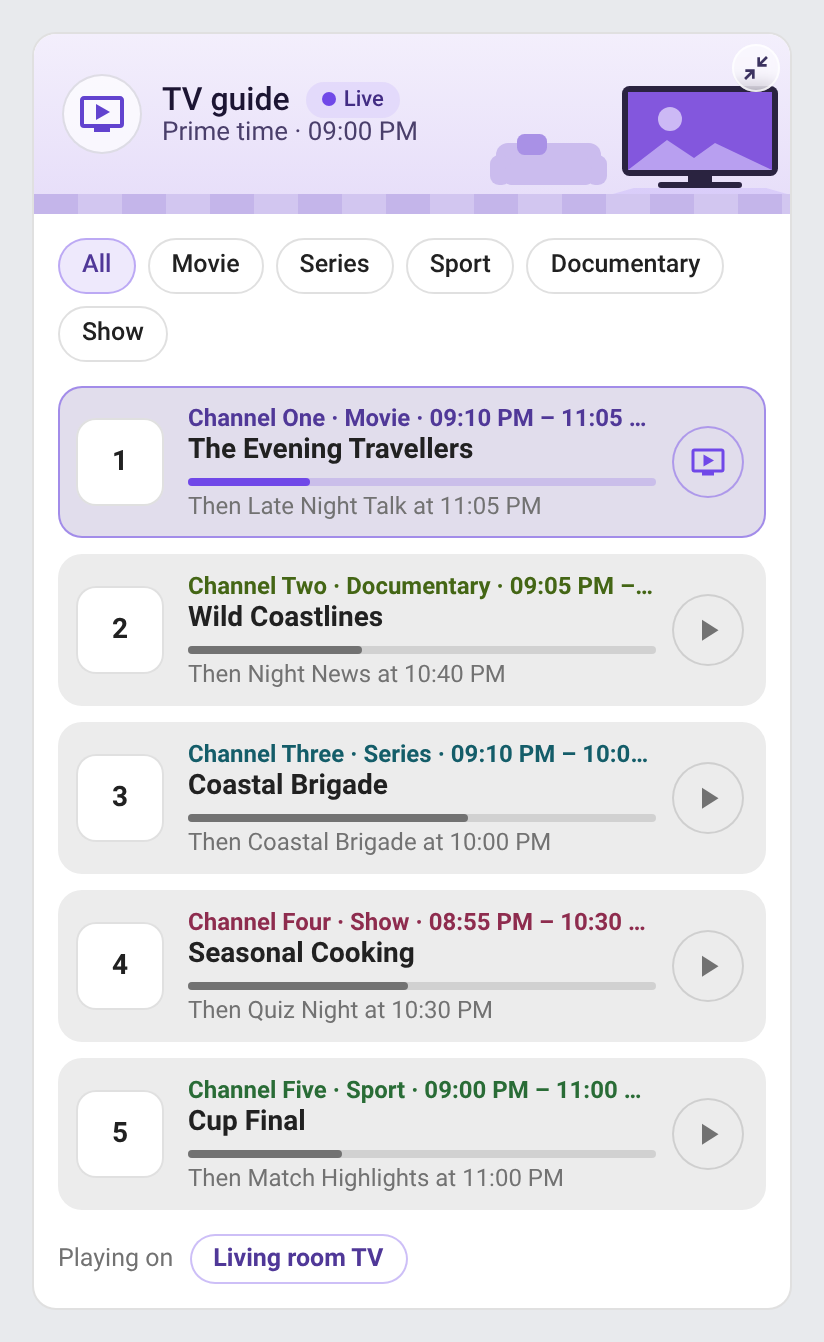 TV guide
Live
Prime time · 09:00 PM
All
Movie
Series
Sport
Documentary
Show
1
Channel One · Movie · 09:10 PM – 11:05 ...
The Evening Travellers
Then Late Night Talk at 11:05 PM
2
Channel Two · Documentary · 09:05 PM –...
Wild Coastlines
Then Night News at 10:40 PM
3
Channel Three · Series · 09:10 PM – 10:0...
Coastal Brigade
Then Coastal Brigade at 10:00 PM
4
Channel Four · Show · 08:55 PM – 10:30 ...
Seasonal Cooking
Then Quiz Night at 10:30 PM
5
Channel Five · Sport · 09:00 PM – 11:00 ...
Cup Final
Then Match Highlights at 11:00 PM
Playing on
Living room TV